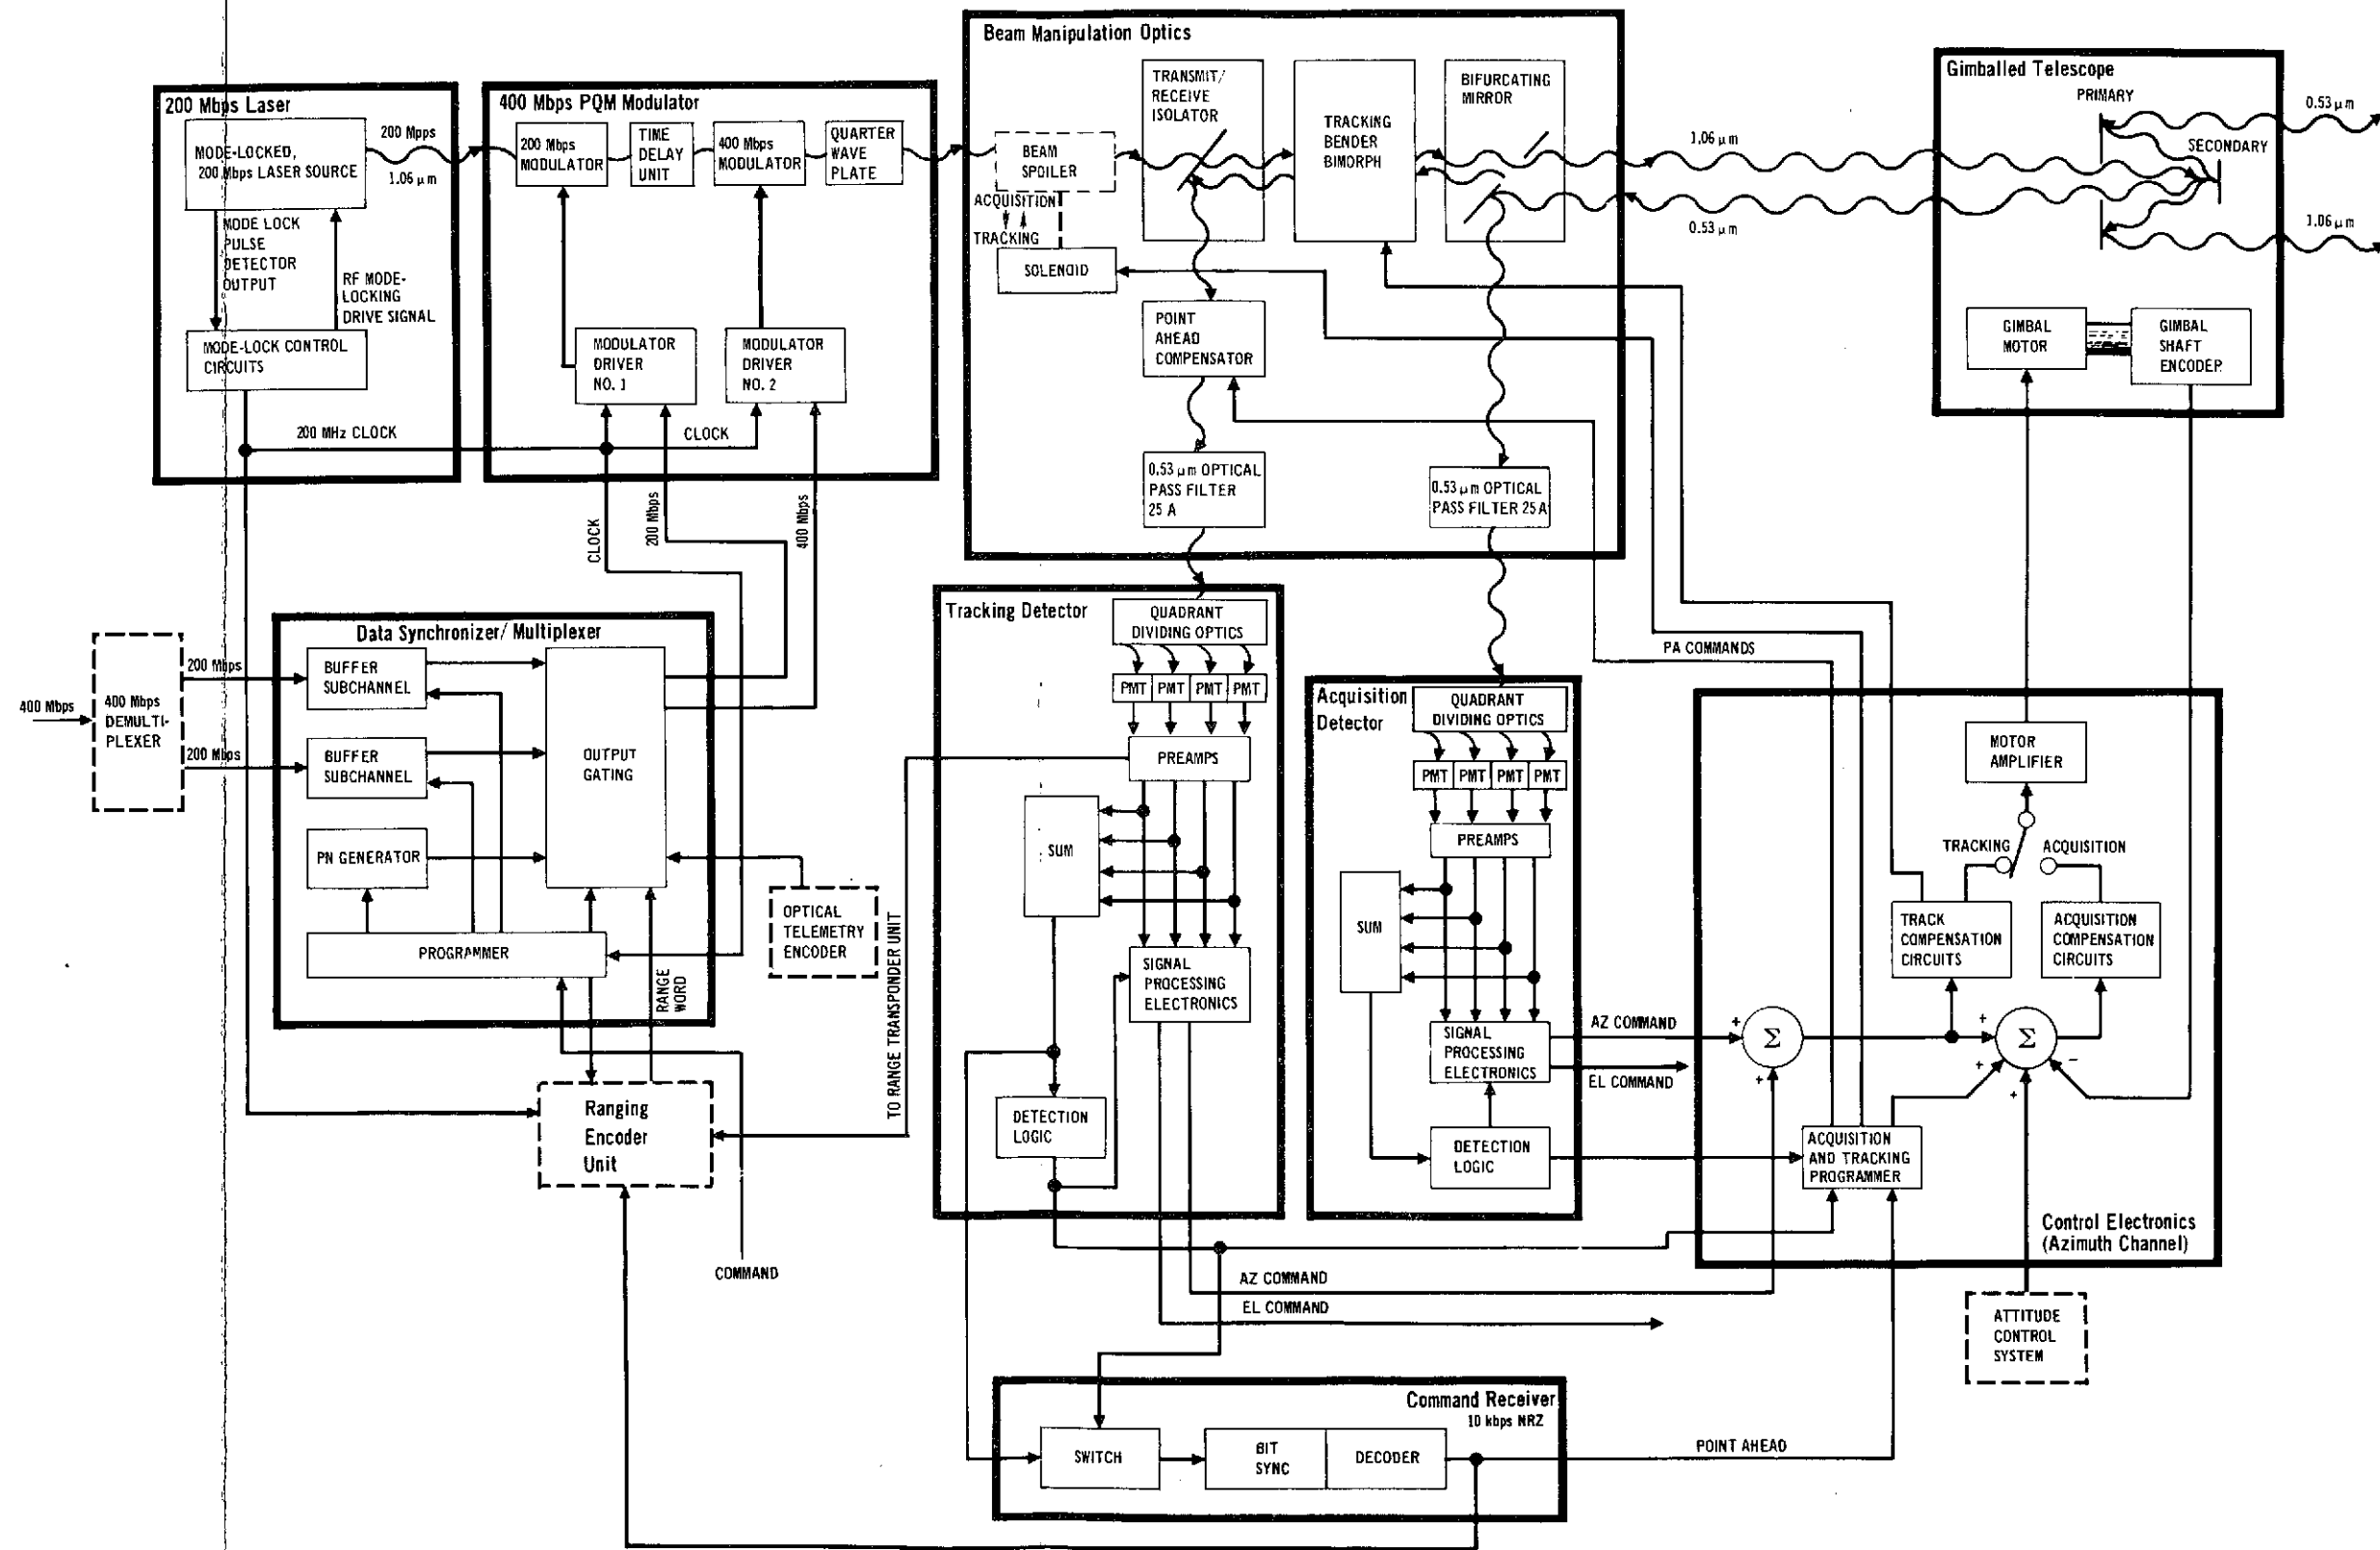 Beam Manipulation Optics
TRANSMIT/
RECEIVE
ISOLATOR
TRACKING
BENDER
BIMORPH
BIFURCATING
MIRROR
BEAM
SPOILER
ACQUISITION
TRACKING
SOLENOID
POINT
AHEAD
COMPENSATOR
0.53 μm OPTICAL
PASS FILTER
25 A
0.53 μm OPTICAL
PASS FILTER 25A
200 Mbps Laser
MODE-LOCKED,
200 Mbps LASER SOURCE
MODE LOCK
PULSE
DETECTOR
OUTPUT
RF MODE-
LOCKING
DRIVE SIGNAL
MODE-LOCK CONTROL
CIRCUITS
200 Mpps
1.06 μm
200 MHz CLOCK
400 Mbps PQM Modulator
200 Mbps
MODULATOR
TIME
DELAY
UNIT
400 Mbps
MODULATOR
QUARTER
WAVE
PLATE
MODULATOR
DRIVER
NO. 1
MODULATOR
DRIVER
NO. 2
CLOCK
CLOCK
200 Mbps
400 Mbps
1.06 μm
0.53 μm
Gimballed Telescope
PRIMARY
SECONDARY
0.53 μm
1.06 μm
GIMBAL
MOTOR
GIMBAL
SHAFT
ENCODER
400 Mbps
400 Mbps
DEMULTI-
PLEXER
200 Mbps
200 Mbps
Data Synchronizer/ Multiplexer
BUFFER
SUBCHANNEL
BUFFER
SUBCHANNEL
PN GENERATOR
OUTPUT
GATING
PROGRAMMER
RANGE
WORD
OPTICAL
TELEMETRY
ENCODER
Ranging
Encoder
Unit
COMMAND
TO RANGE TRANSPONDER UNIT
Tracking Detector
QUADRANT
DIVIDING OPTICS
PMT PMT PMT PMT
PREAMPS
SUM
SIGNAL
PROCESSING
ELECTRONICS
DETECTION
LOGIC
Acquisition
Detector
QUADRANT
DIVIDING OPTICS
PMT PMT PMT PMT
PREAMPS
SUM
SIGNAL
PROCESSING
ELECTRONICS
DETECTION
LOGIC
AZ COMMAND
EL COMMAND
AZ COMMAND
EL COMMAND
PA COMMANDS
MOTOR
AMPLIFIER
TRACKING
ACQUISITION
TRACK
COMPENSATION
CIRCUITS
ACQUISITION
COMPENSATION
CIRCUITS
+ Σ +
+ Σ + + −
ACQUISITION
AND TRACKING
PROGRAMMER
Control Electronics
(Azimuth Channel)
ATTITUDE
CONTROL
SYSTEM
Command Receiver
10 kbps NRZ
SWITCH
BIT
SYNC
DECODER
POINT AHEAD